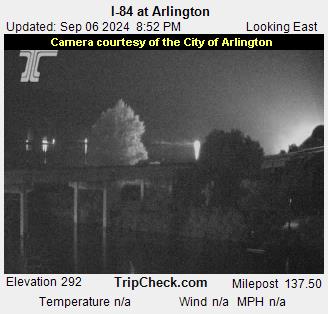 I-84 at Arlington
Updated: Sep 06 2024 8:52 PM Looking East
Camera courtesy of the City of Arlington
Elevation 292 TripCheck.com Milepost 137.50
Temperature n/a Wind n/a MPH n/a